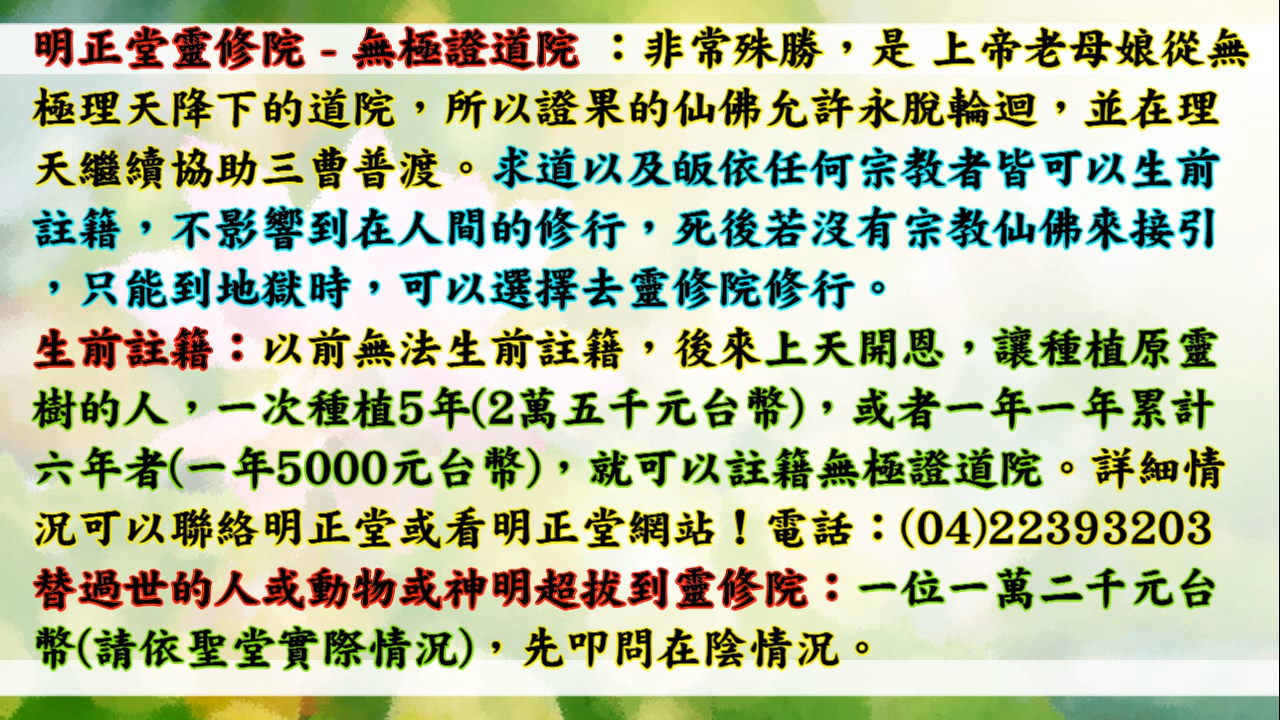 明正堂靈修院 - 無極證道院 ：非常殊勝，是 上帝老母娘從無
極理天降下的道院，所以證果的仙佛允許永脫輪迴，並在理
天繼續協助三曹普渡。求道以及皈依任何宗教者皆可以生前
註籍，不影響到在人間的修行，死後若沒有宗教仙佛來接引
，只能到地獄時，可以選擇去靈修院修行。
生前註籍：以前無法生前註籍，後來上天開恩，讓種植原靈
樹的人，一次種植5年(2萬五千元台幣)，或者一年一年累計
六年者(一年5000元台幣)，就可以註籍無極證道院。詳細情
況可以聯絡明正堂或看明正堂網站！電話：(04)22393203
替過世的人或動物或神明超拔到靈修院：一位一萬二千元台
幣(請依聖堂實際情況)，先叩問在陰情況。